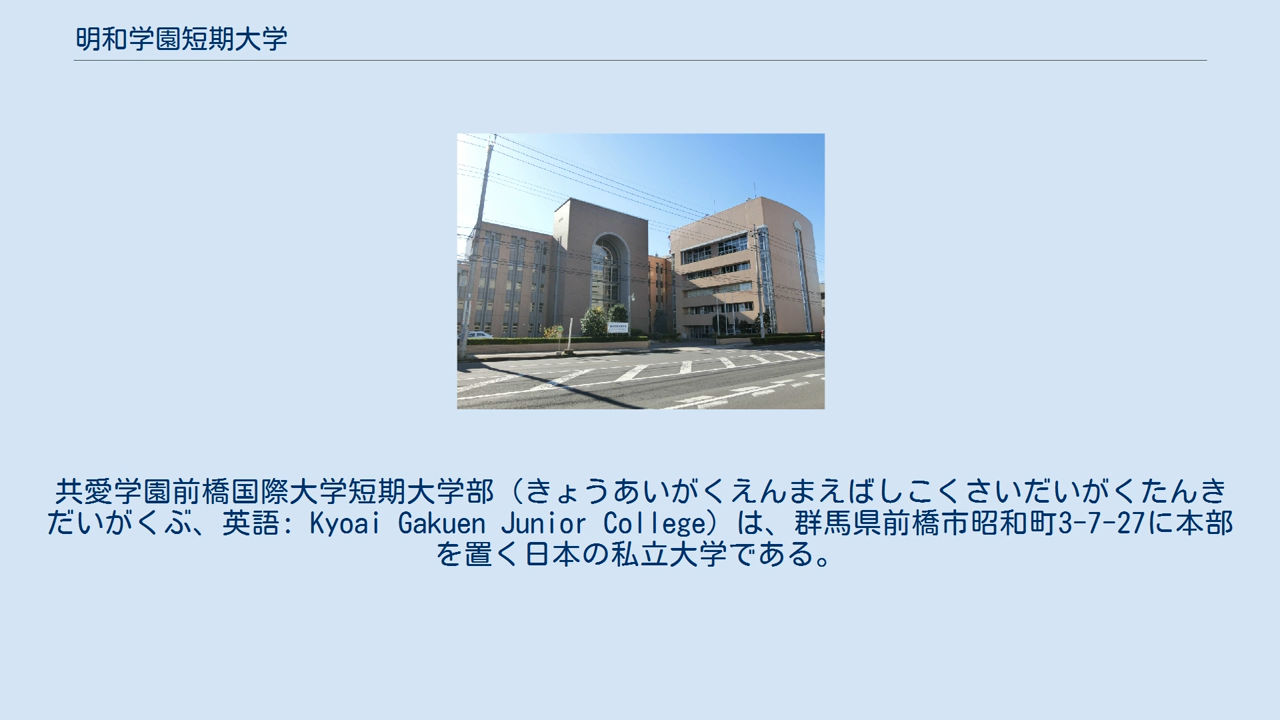 明和学園短期大学
共愛学園前橋国際大学短期大学部（きょうあいがくえんまえばしこくさいだいがくたんき
だいがくぶ、英語: Kyoai Gakuen Junior College）は、群馬県前橋市昭和町3-7-27に本部
を置く日本の私立大学である。